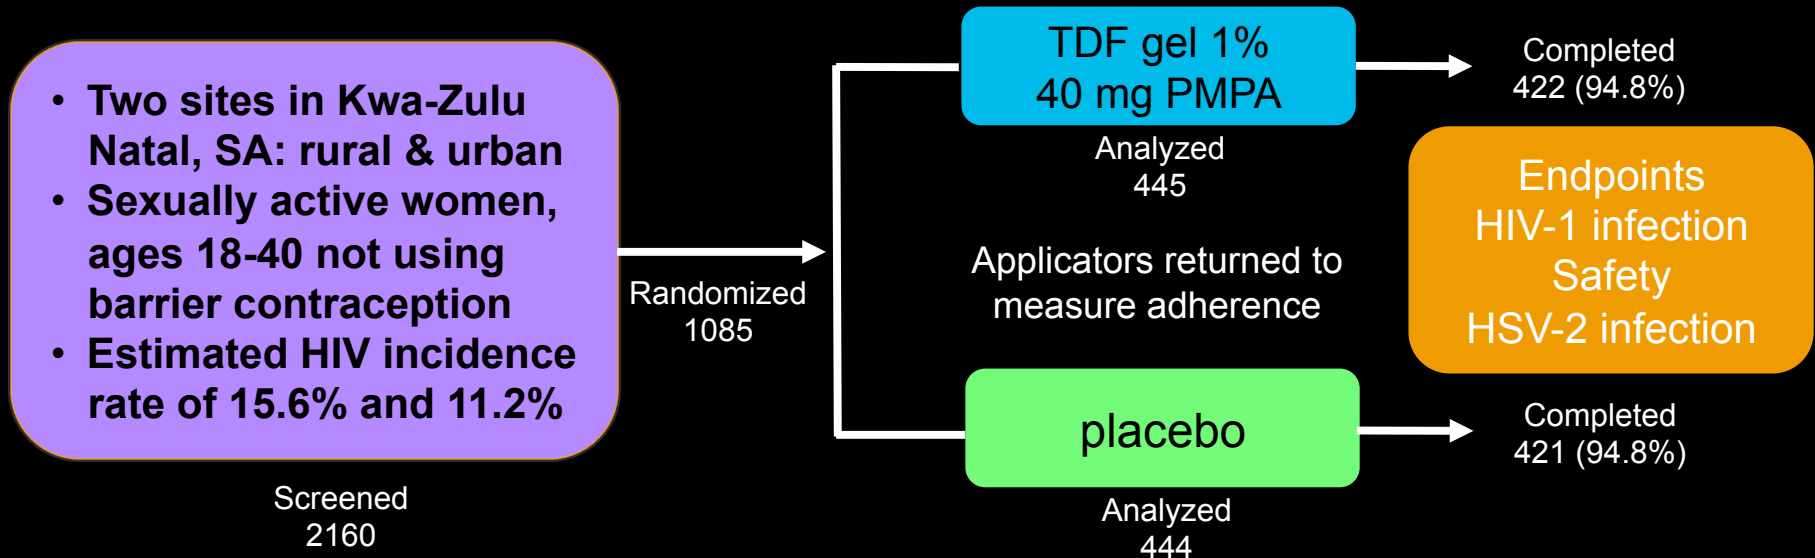 • Two sites in Kwa-Zulu
Natal, SA: rural & urban
• Sexually active women,
ages 18-40 not using
barrier contraception
• Estimated HIV incidence
rate of 15.6% and 11.2%
Screened
2160
Randomized
1085
TDF gel 1%
40 mg PMPA
Analyzed
445
Applicators returned to
measure adherence
placebo
Analyzed
444
Completed
422 (94.8%)
Endpoints
HIV-1 infection
Safety
HSV-2 infection
Completed
421 (94.8%)